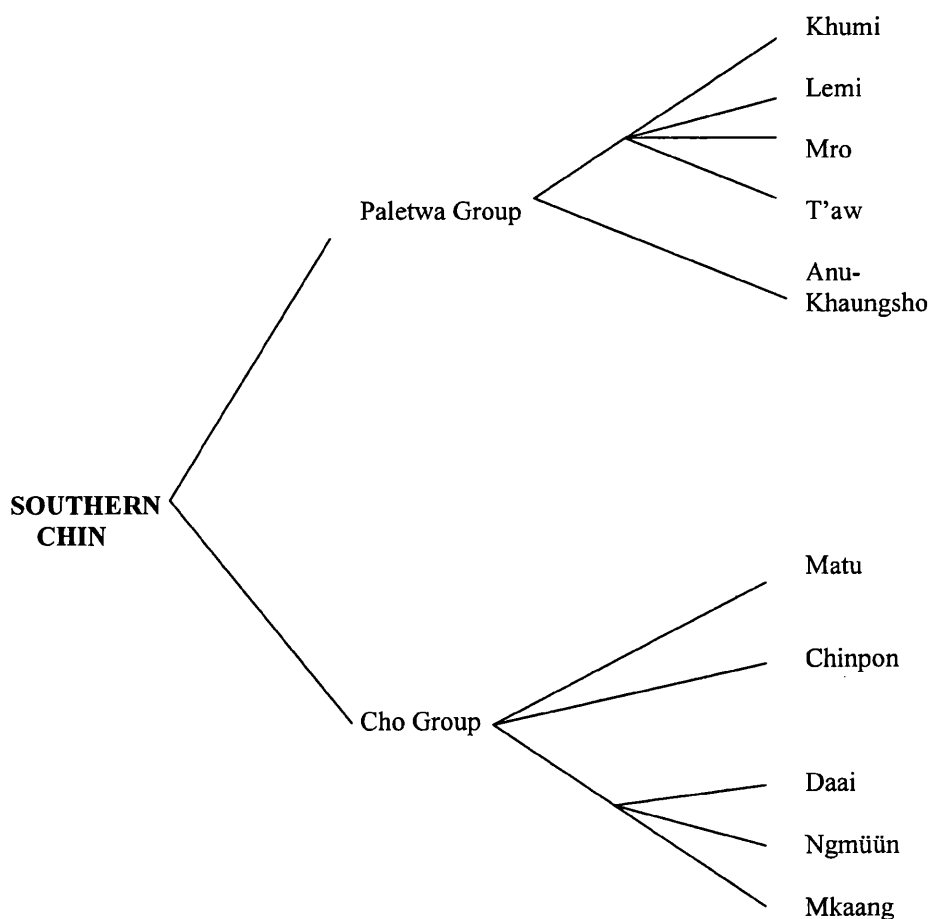 Khumi
Lemi
Mro
T'aw
Paletwa Group
Anu-
Khaungsho
SOUTHERN
CHIN
Matu
Chinpon
Cho Group
Daai
Ngmüün
Mkaang